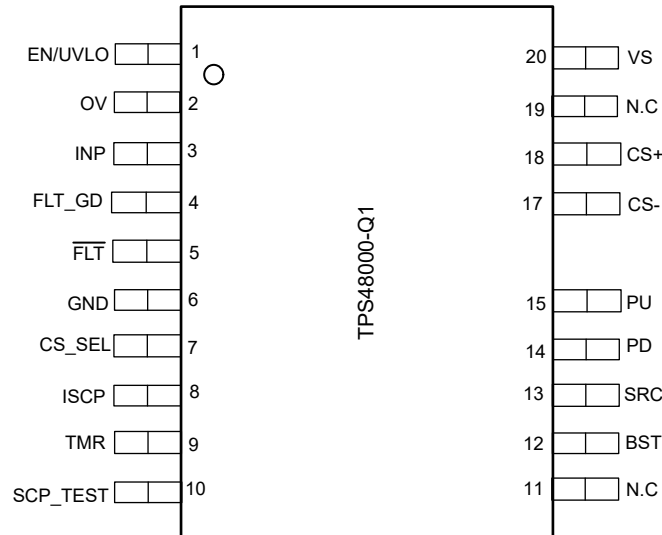 EN/UVLO 1
OV 2
INP 3
FLT_GD 4
FLT 5
GND 6
CS_SEL 7
ISCP 8
TMR 9
SCP_TEST 10
TPS48000-Q1
20 VS
19 N.C
18 CS+
17 CS-
15 PU
14 PD
13 SRC
12 BST
11 N.C